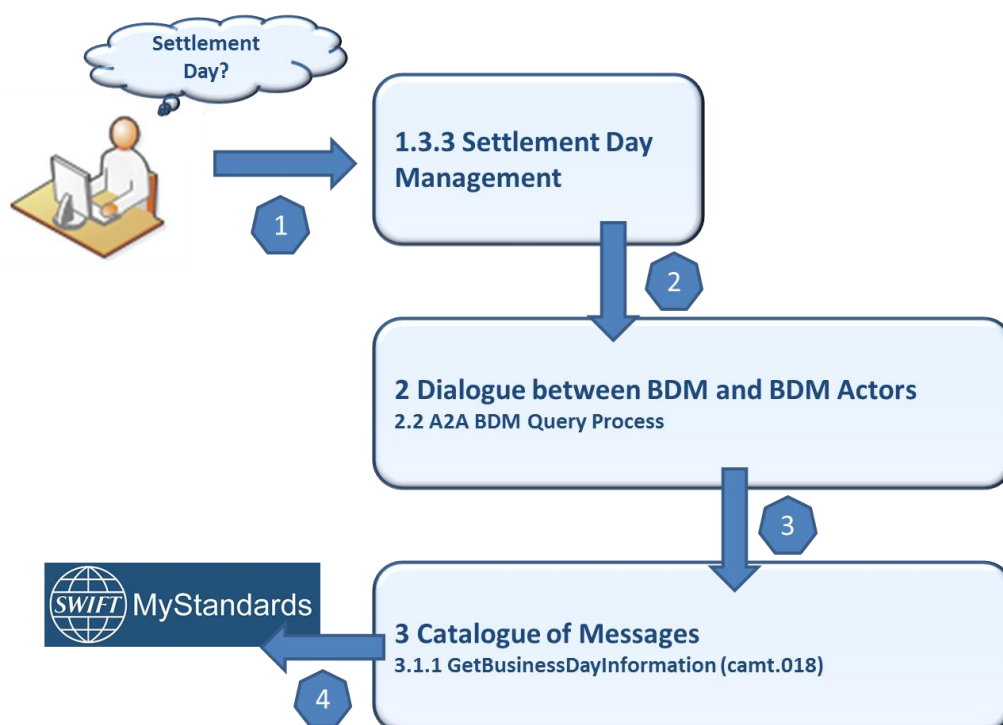 Settlement
Day?
1.3.3 Settlement Day
Management
1
2
2 Dialogue between BDM and BDM Actors
2.2 A2A BDM Query Process
3
SWIFT MyStandards
3 Catalogue of Messages
3.1.1 GetBusinessDayInformation (camt.018)
4